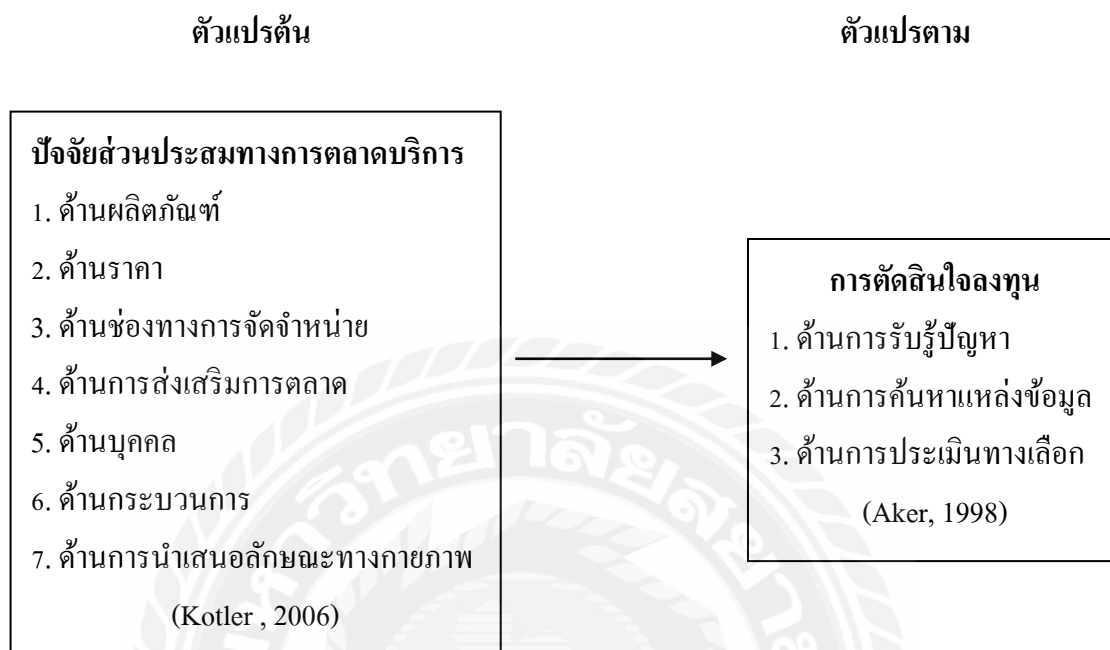 ตัวแปรต้น
ตัวแปรตาม
ปัจจัยส่วนประสมทางการตลาดบริการ
1. ด้านผลิตภัณฑ์
2. ด้านราคา
3. ด้านช่องทางการจัดจำหน่าย
4. ด้านการส่งเสริมการตลาด
5. ด้านบุคคล
6. ด้านกระบวนการ
7. ด้านการนำเสนอลักษณะทางกายภาพ
(Kotler , 2006)
การตัดสินใจลงทุน
1. ด้านการรับรู้ปัญหา
2. ด้านการค้นหาแหล่งข้อมูล
3. ด้านการประเมินทางเลือก
(Aker, 1998)